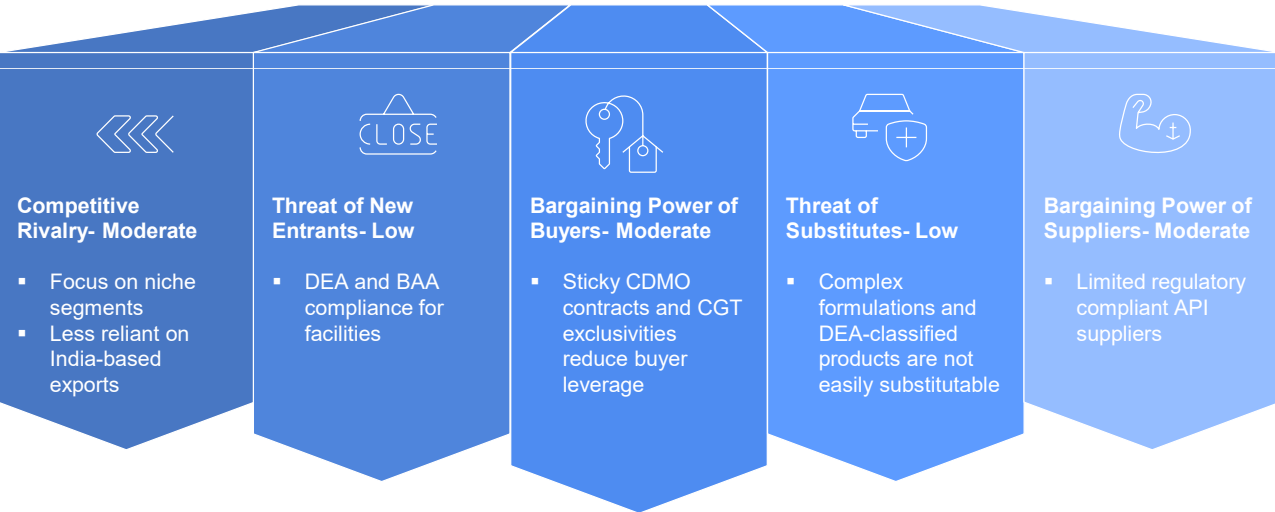 CLOSE
Competitive
Rivalry- Moderate
▪ Focus on niche
segments
▪ Less reliant on
India-based
exports
Threat of New
Entrants- Low
▪ DEA and BAA
compliance for
facilities
Bargaining Power of
Buyers- Moderate
▪ Sticky CDMO
contracts and CGT
exclusivities
reduce buyer
leverage
Threat of
Substitutes- Low
▪ Complex
formulations and
DEA-classified
products are not
easily substitutable
Bargaining Power of
Suppliers- Moderate
▪ Limited regulatory
compliant API
suppliers